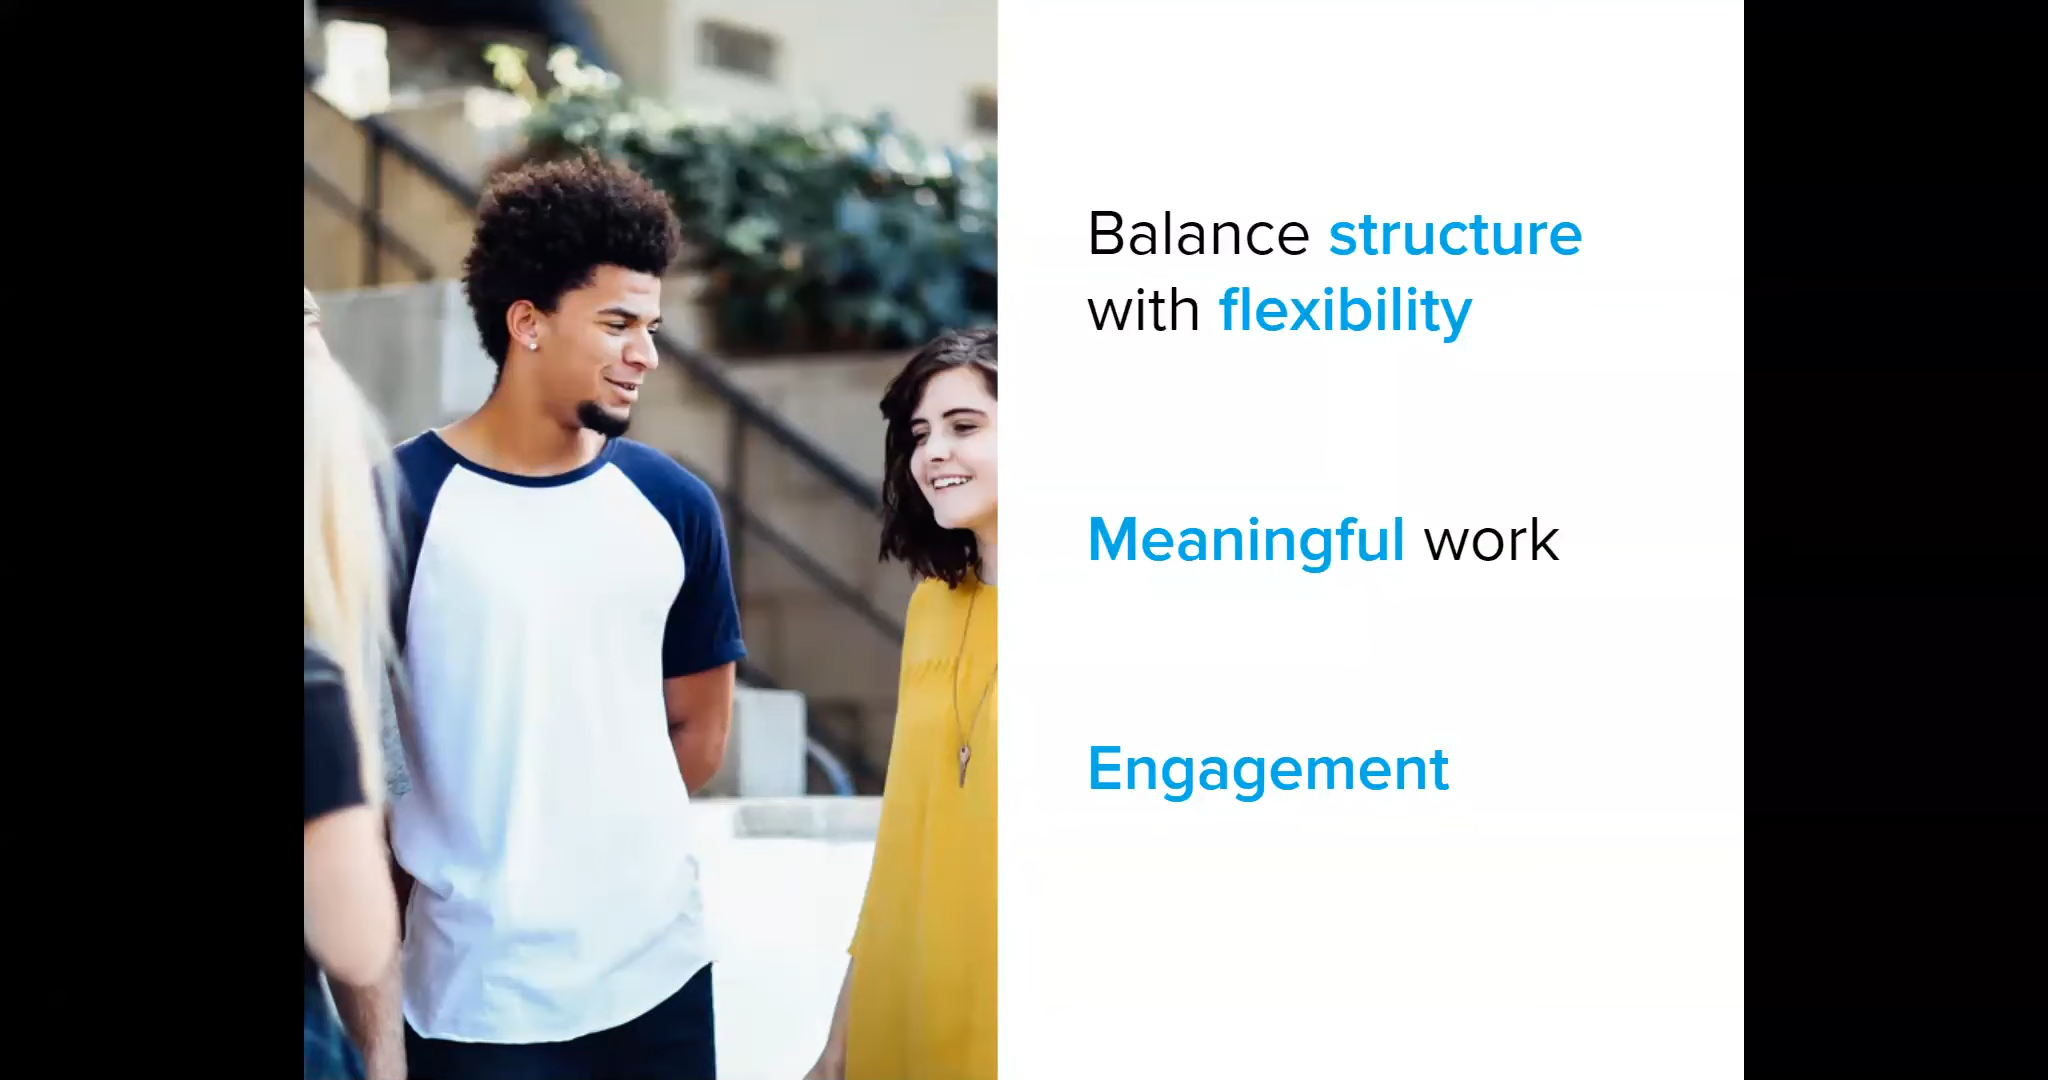 Balance structure
with flexibility
Meaningful work
Engagement